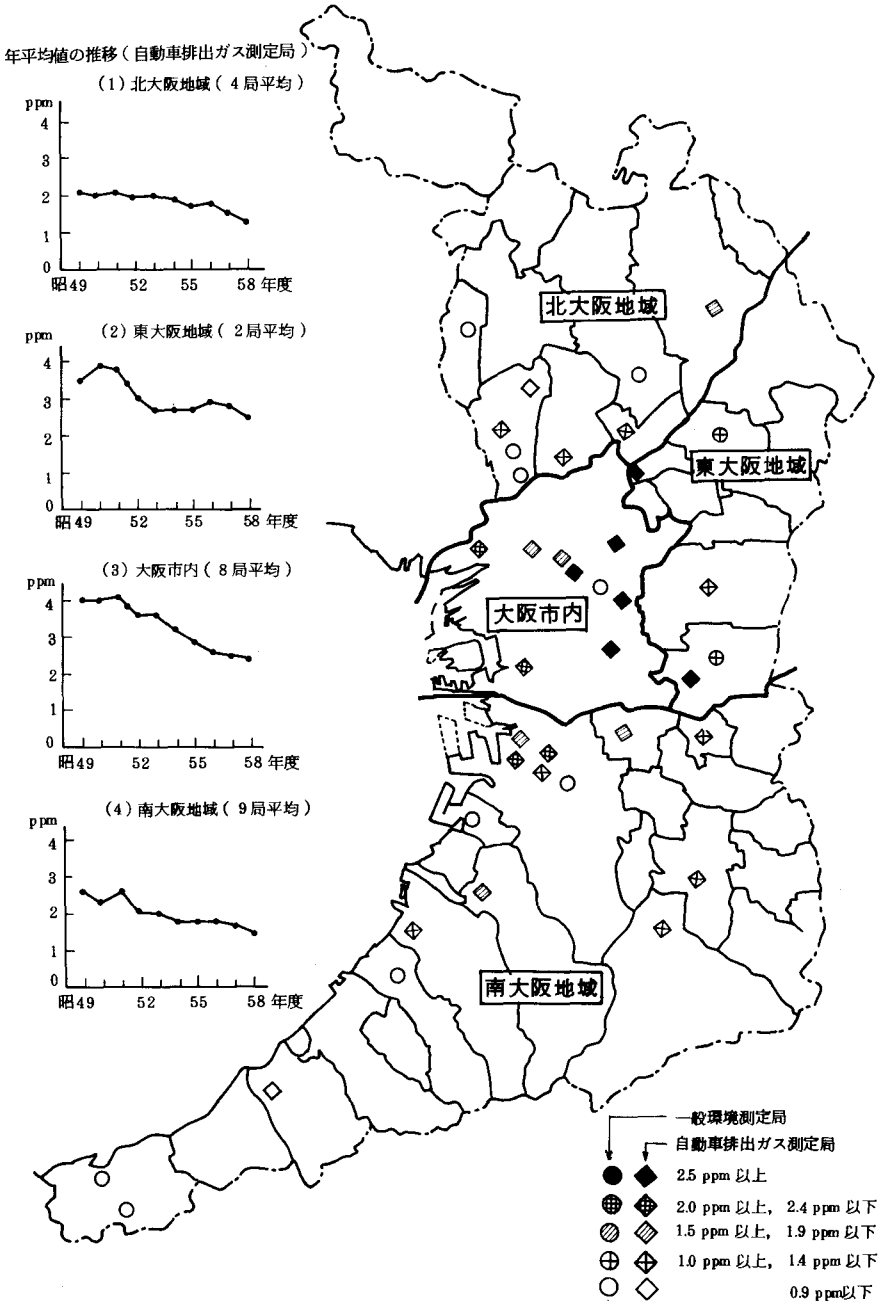 年平均値の推移(自動車排出ガス測定局)
(1)北大阪地域(4局平均)
ppm
4
3
2
1
0
昭49 52 55 58 年度
(2)東大阪地域(2局平均)
ppm
4
3
2
1
0
昭49 52 55 58 年度
(3)大阪市内(8局平均)
ppm
4
3
2
1
0
昭49 52 55 58 年度
(4)南大阪地域(9局平均)
ppm
4
3
2
1
0
昭49 52 55 58 年度
北大阪地域
東大阪地域
大阪市内
南大阪地域
一般環境測定局
自動車排出ガス測定局
2.5 ppm 以上
2.0 ppm 以上, 2.4 ppm 以下
1.5 ppm 以上, 1.9 ppm 以下
1.0 ppm 以上, 1.4 ppm 以下
0.9 ppm以下